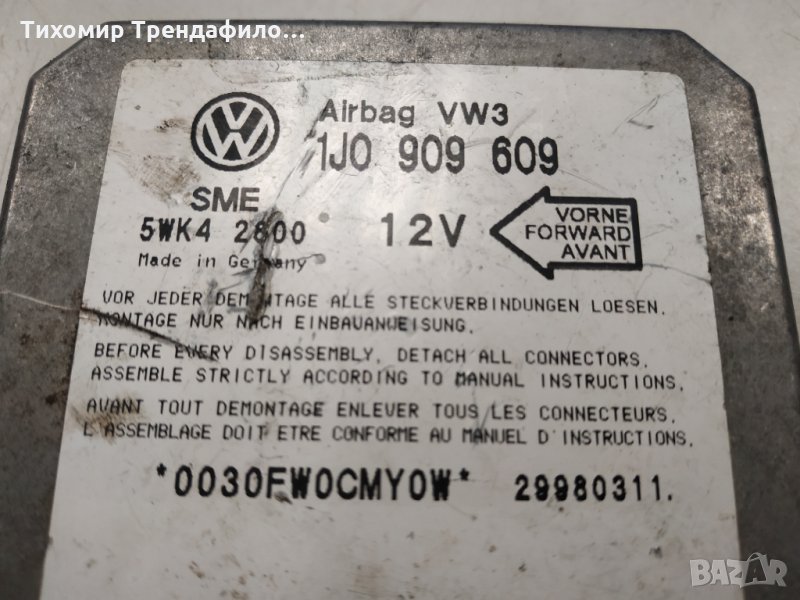 Тихомир Трендафило...
Airbag VW3
1J0 909 609
SME
5WK4 2800
12V
VORNE
FORWARD
AVANT
Made in Germany
VOR JEDER DEMONTAGE ALLE STECKVERBINDUNGEN LOESEN.
MONTAGE NUR NACH EINBAUANWEISUNG.
BEFORE EVERY DISASSEMBLY, DETACH ALL CONNECTORS.
ASSEMBLE STRICTLY ACCORDING TO MANUAL INSTRUCTIONS.
AVANT TOUT DEMONTAGE ENLEVER TOUS LES CONNECTEURS.
L'ASSEMBLAGE DOIT ETRE CONFORME AU MANUEL D'INSTRUCTIONS.
*0030FW0CMY0W* 29980311.
BAZAR